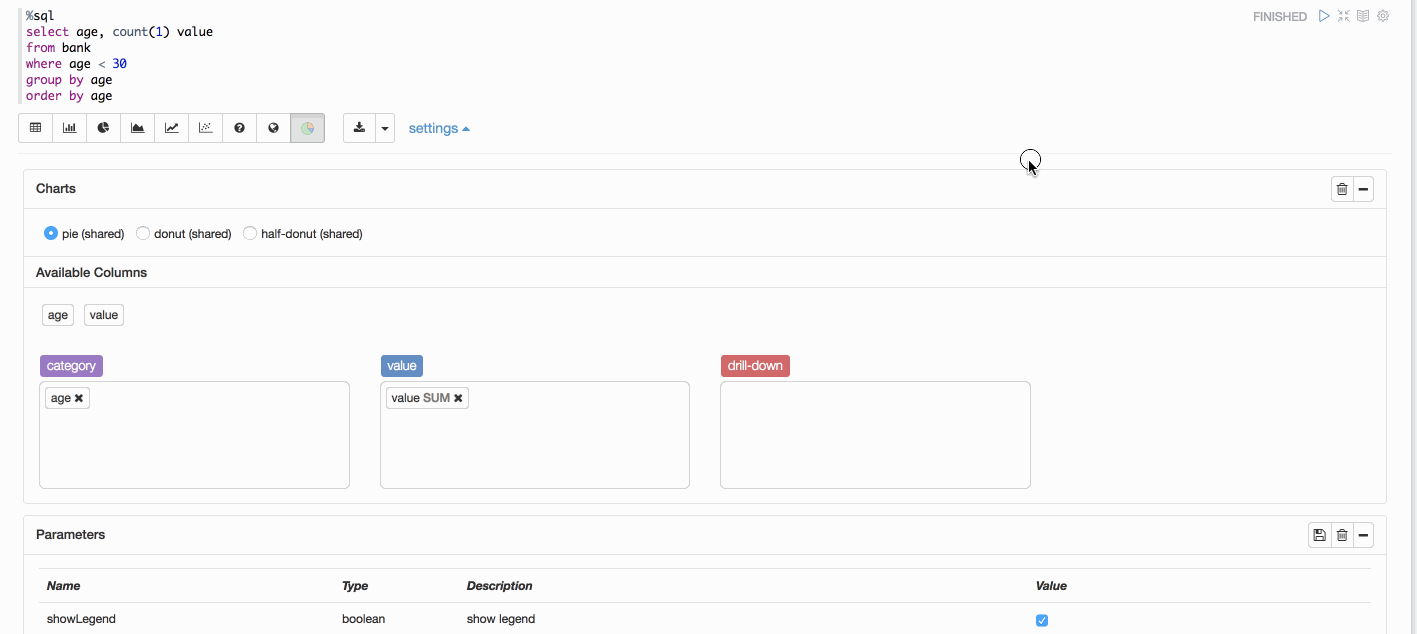 %sql
FINISHED
select age, count(1) value
from bank
where age < 30
group by age
order by age
settings
Charts
pie (shared) donut (shared) half-donut (shared)
Available Columns
age value
category value drill-down
age ✖ value SUM ✖
Parameters
Name Type Description Value
showLegend boolean show legend